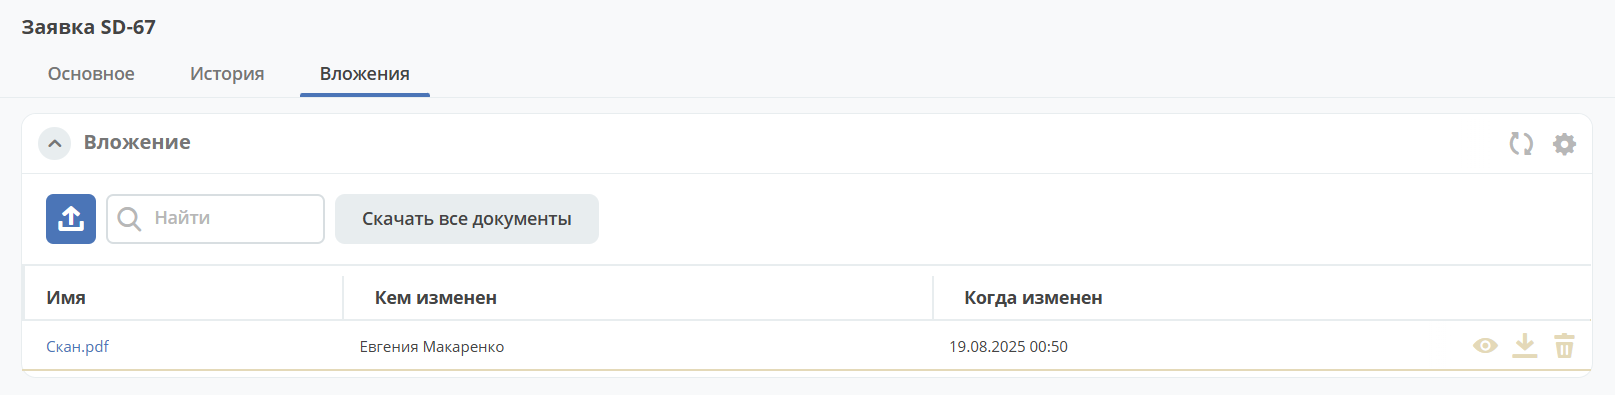 Заявка SD-67
Основное История Вложения
Вложение
Найти Скачать все документы
Имя Кем изменен Когда изменен
Скан.pdf Евгения Макаренко 19.08.2025 00:50